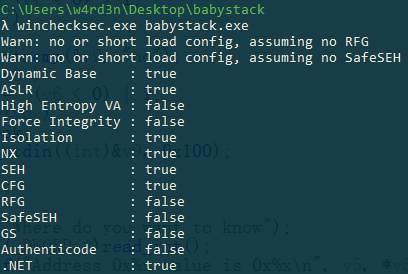 C:\Users\w4rd3n\Desktop\babystack
λ winchecksec.exe babystack.exe
Warn: no or short load config, assuming no RFG
Warn: no or short load config, assuming no SafeSEH
Dynamic Base : true
ASLR : true
High Entropy VA : false
Force Integrity : false
Isolation : true
NX : true
SEH : true
CFG : true
RFG : false
SafeSEH : false
GS : false
Authenticode : false
.NET : true